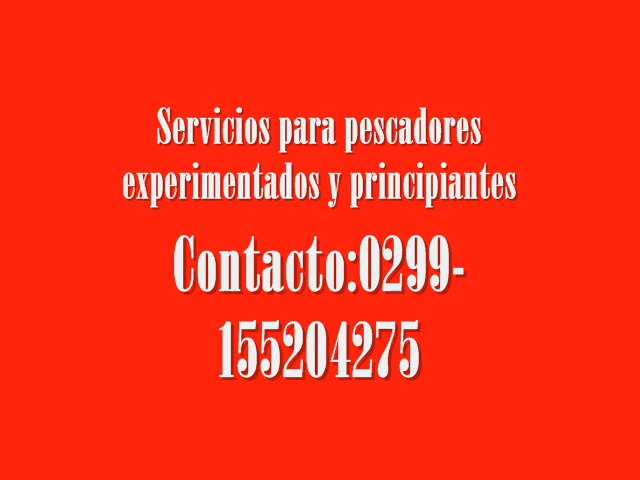 Servicios para pescadores
experimentados y principiantes
Contacto:0299-
155204275